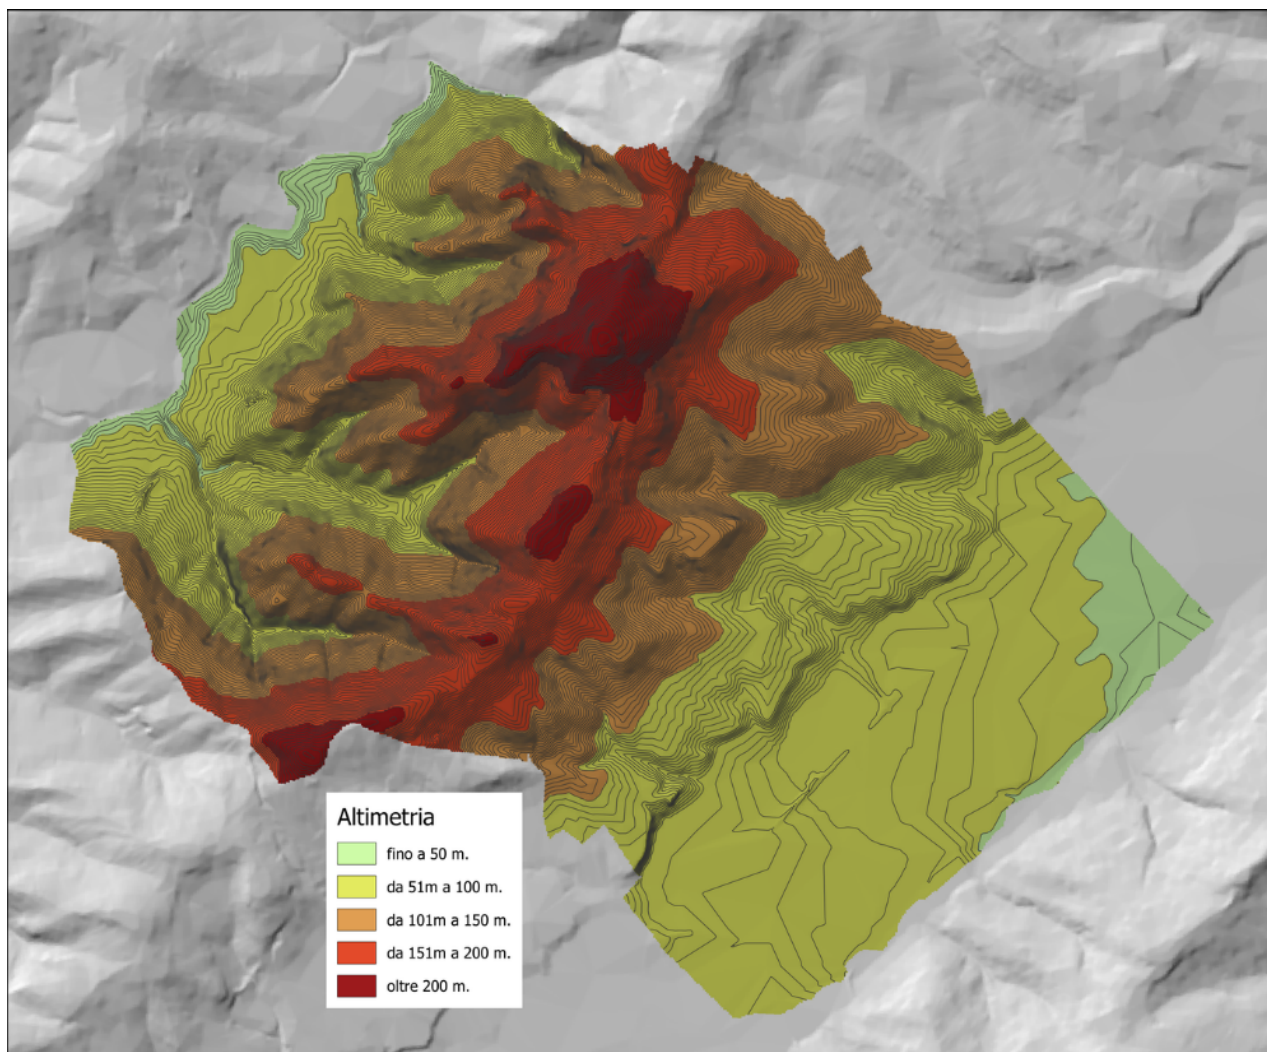 Altimetria
fino a 50 m.
da 51m a 100 m.
da 101m a 150 m.
da 151m a 200 m.
oltre 200 m.